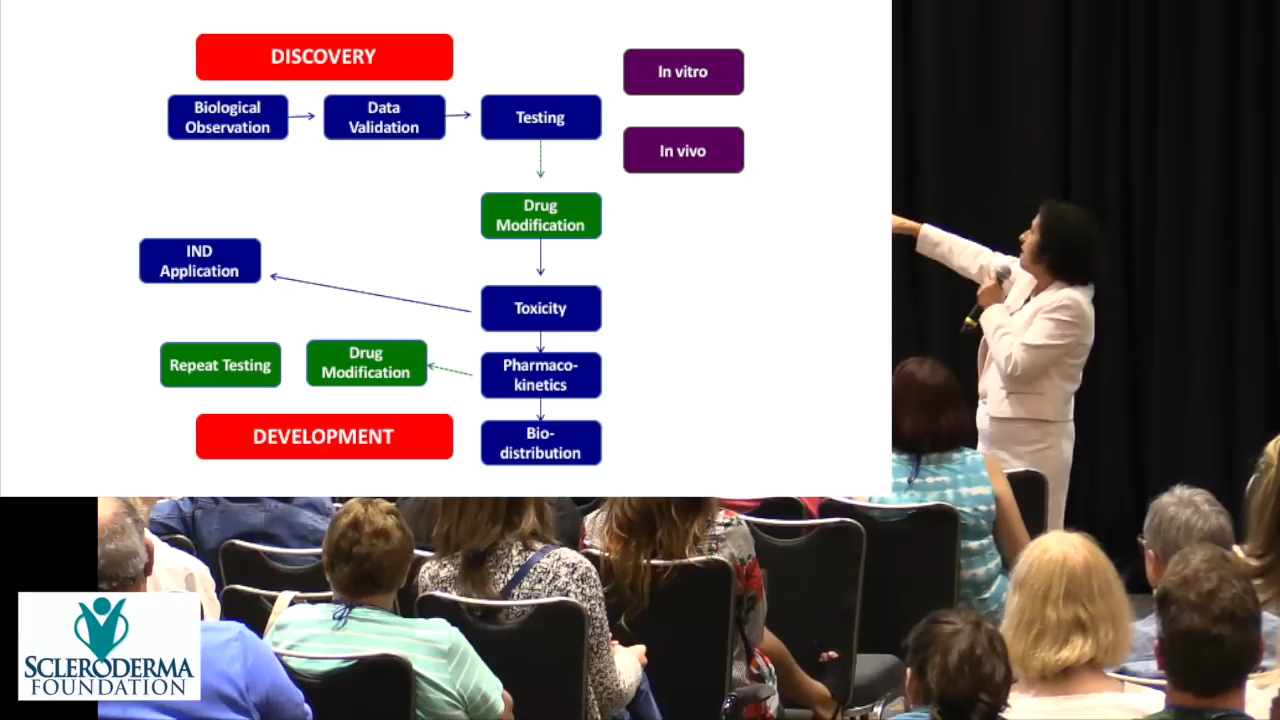 DISCOVERY
In vitro
Biological
Observation
Data
Validation
Testing
In vivo
Drug
Modification
IND
Application
Toxicity
Repeat Testing
Drug
Modification
Pharmaco-
kinetics
DEVELOPMENT
Bio-
distribution
SCLERODERMA
FOUNDATION